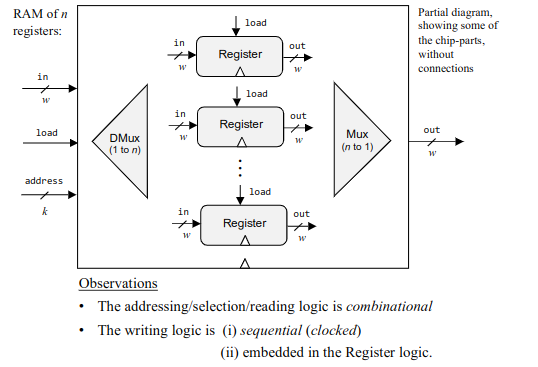 RAM of n
registers:
Partial diagram,
showing some of
the chip-parts,
without
connections
load
in
Register
out
w
w
in
w
load
in
Register
out
w
w
load
DMux
(1 to n)
Mux
(n to 1)
out
w
address
k
load
in
Register
out
w
w
Observations
• The addressing/selection/reading logic is combinational
• The writing logic is (i) sequential (clocked)
(ii) embedded in the Register logic.